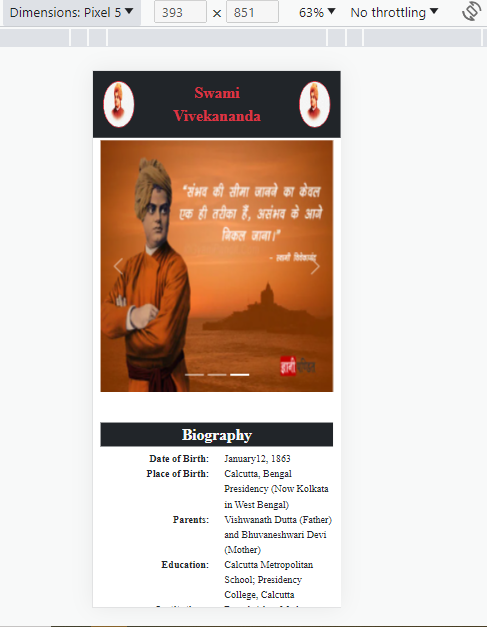 Dimensions: Pixel 5 393 x 851 63% No throttling
Swami
Vivekananda
"संभव की सीमा जानने का केवल
एक ही तरीका हैं, असंभव के आगे
निकल जाना।"
- स्वामी विवेकानंद
Biography
Date of Birth: January12, 1863
Place of Birth: Calcutta, Bengal
Presidency (Now Kolkata
in West Bengal)
Parents: Vishwanath Dutta (Father)
and Bhuvaneshwari Devi
(Mother)
Education: Calcutta Metropolitan
School; Presidency
College, Calcutta